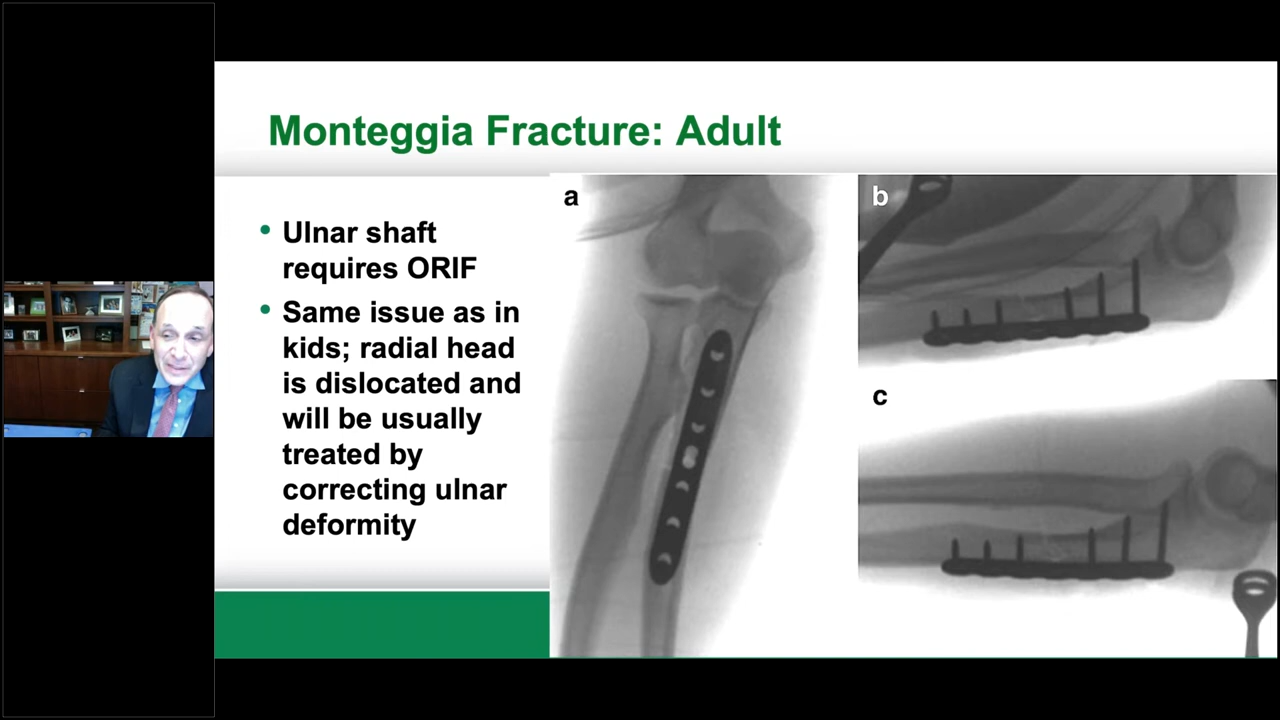 Monteggia Fracture: Adult
• Ulnar shaft
requires ORIF
• Same issue as in
kids; radial head
is dislocated and
will be usually
treated by
correcting ulnar
deformity
a
b
c